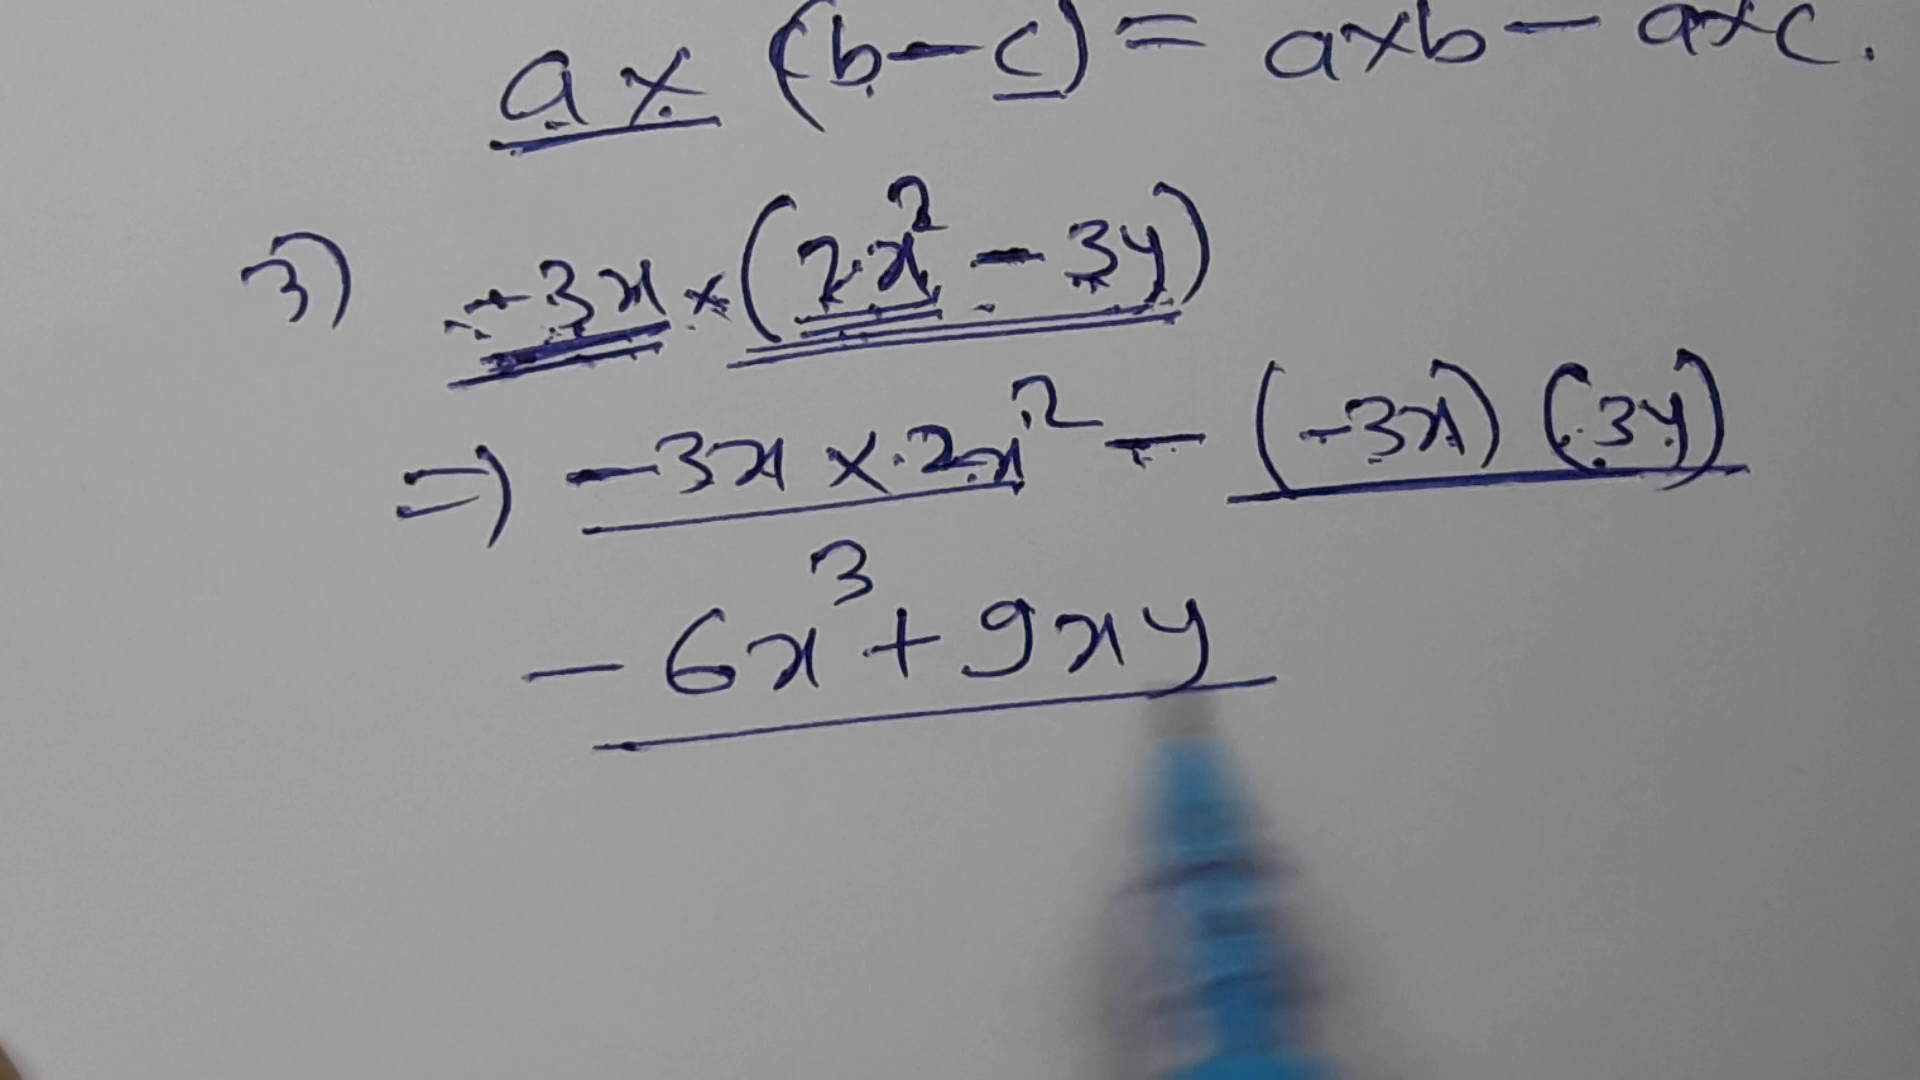 a × (b - c) = a×b - a×c.
3) -3x × (2x² - 3y)
=> -3x × 2x² - (-3x) (3y)
-6x³ + 9xy